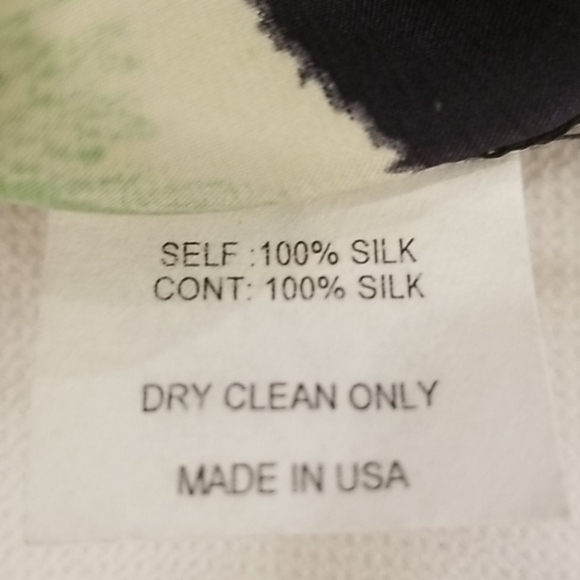 SELF :100% SILK
CONT: 100% SILK
DRY CLEAN ONLY
MADE IN USA